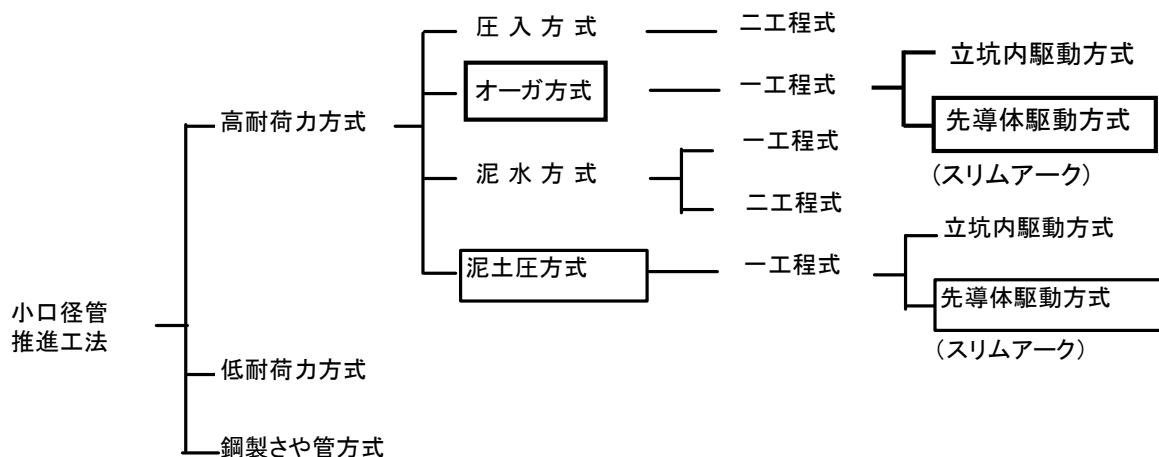 圧 入 方 式
二工程式
オーガ方式
一工程式
立坑内駆動方式
先導体駆動方式
(スリムアーク)
高耐荷力方式
泥 水 方 式
一工程式
二工程式
泥土圧方式
一工程式
立坑内駆動方式
先導体駆動方式
(スリムアーク)
小口径管
推進工法
低耐荷力方式
鋼製さや管方式